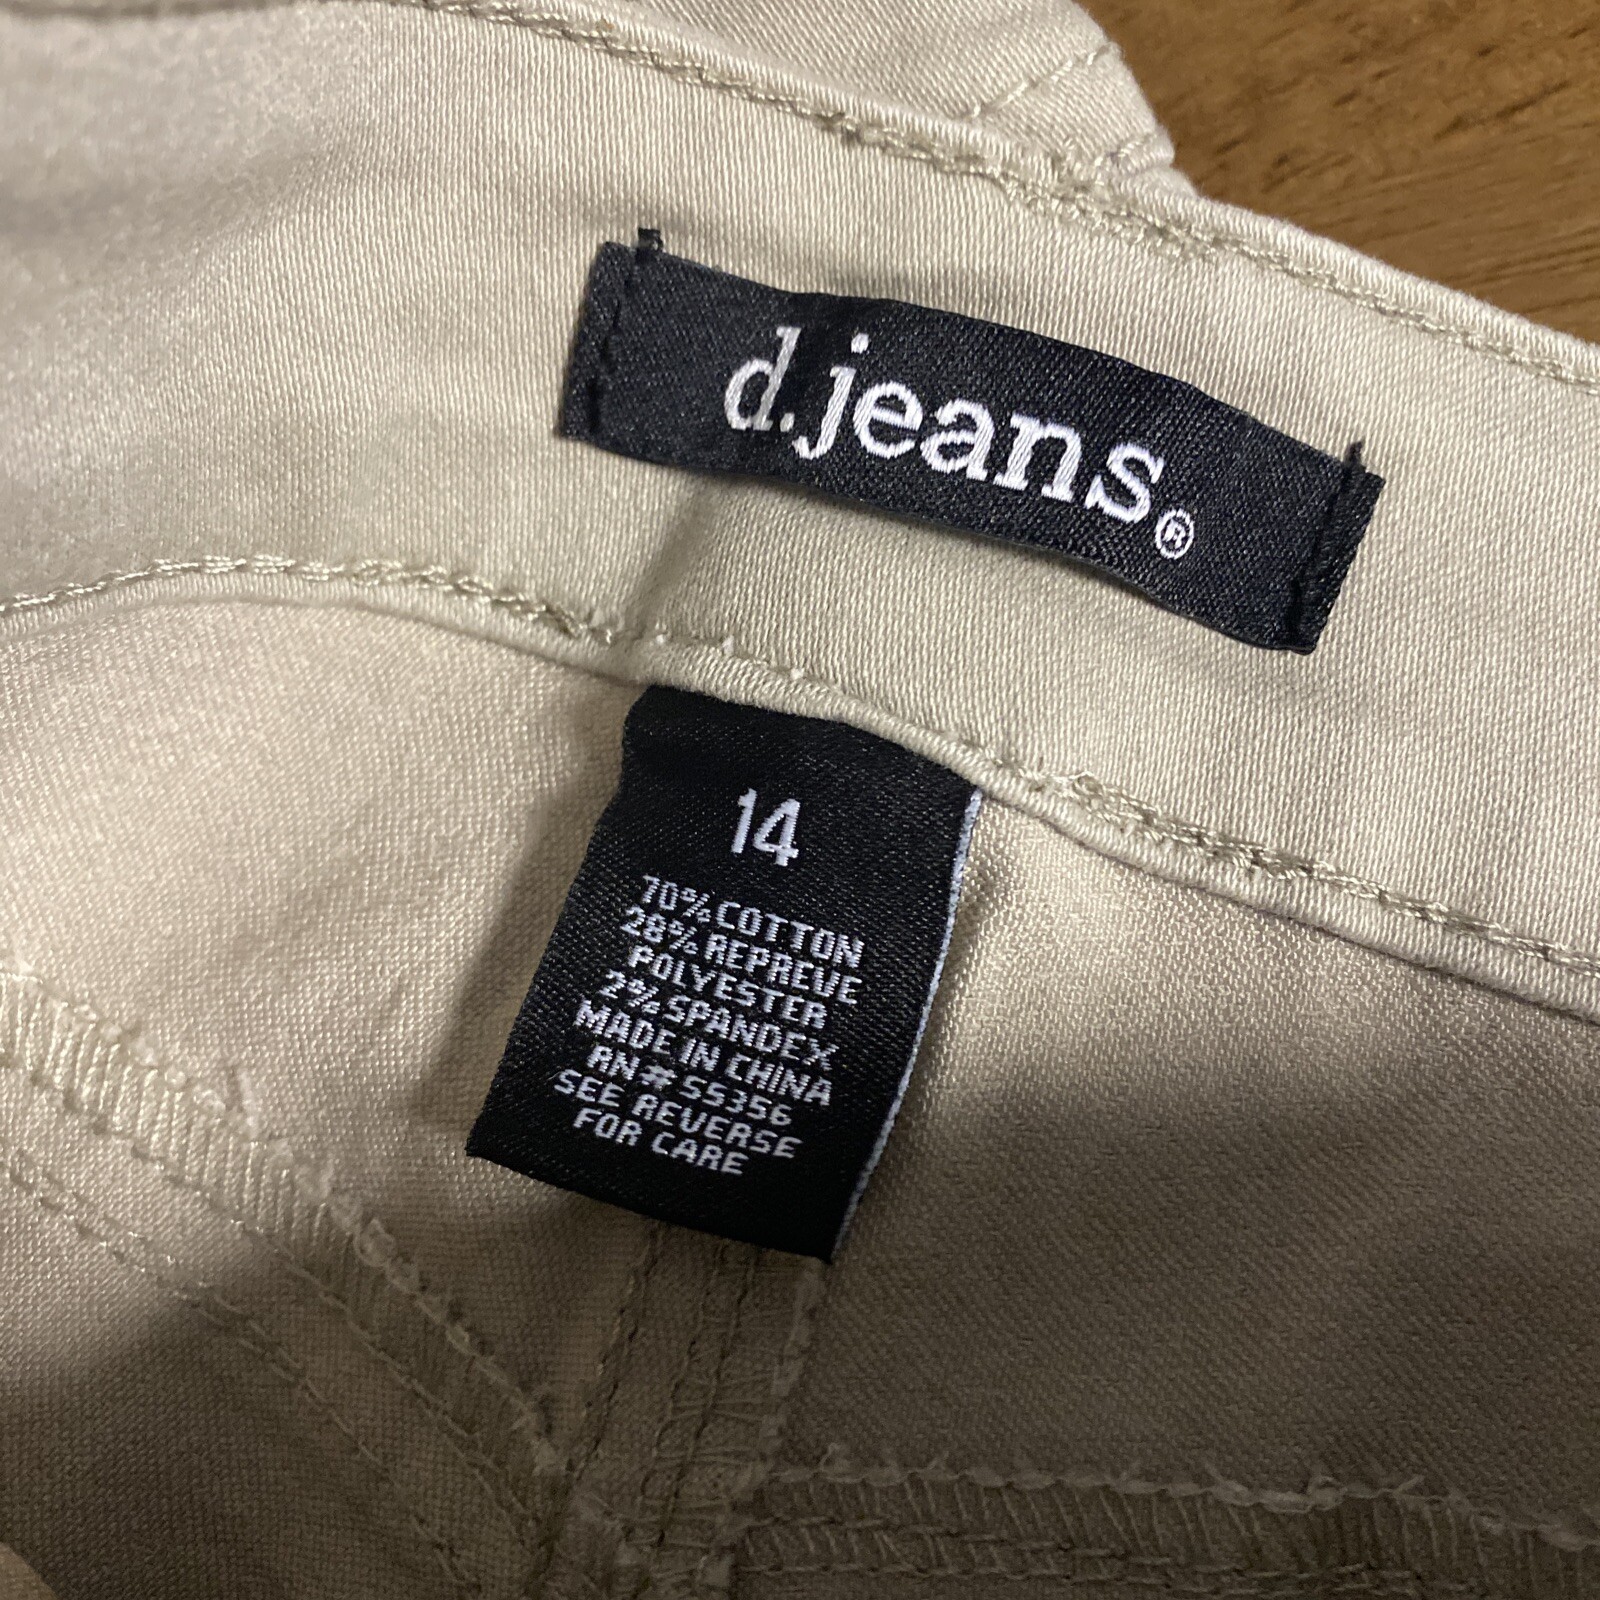 d.jeans®
14
70% COTTON
28% REPREVE
POLYESTER
2% SPANDEX
MADE IN CHINA
RN# 55356
SEE REVERSE
FOR CARE